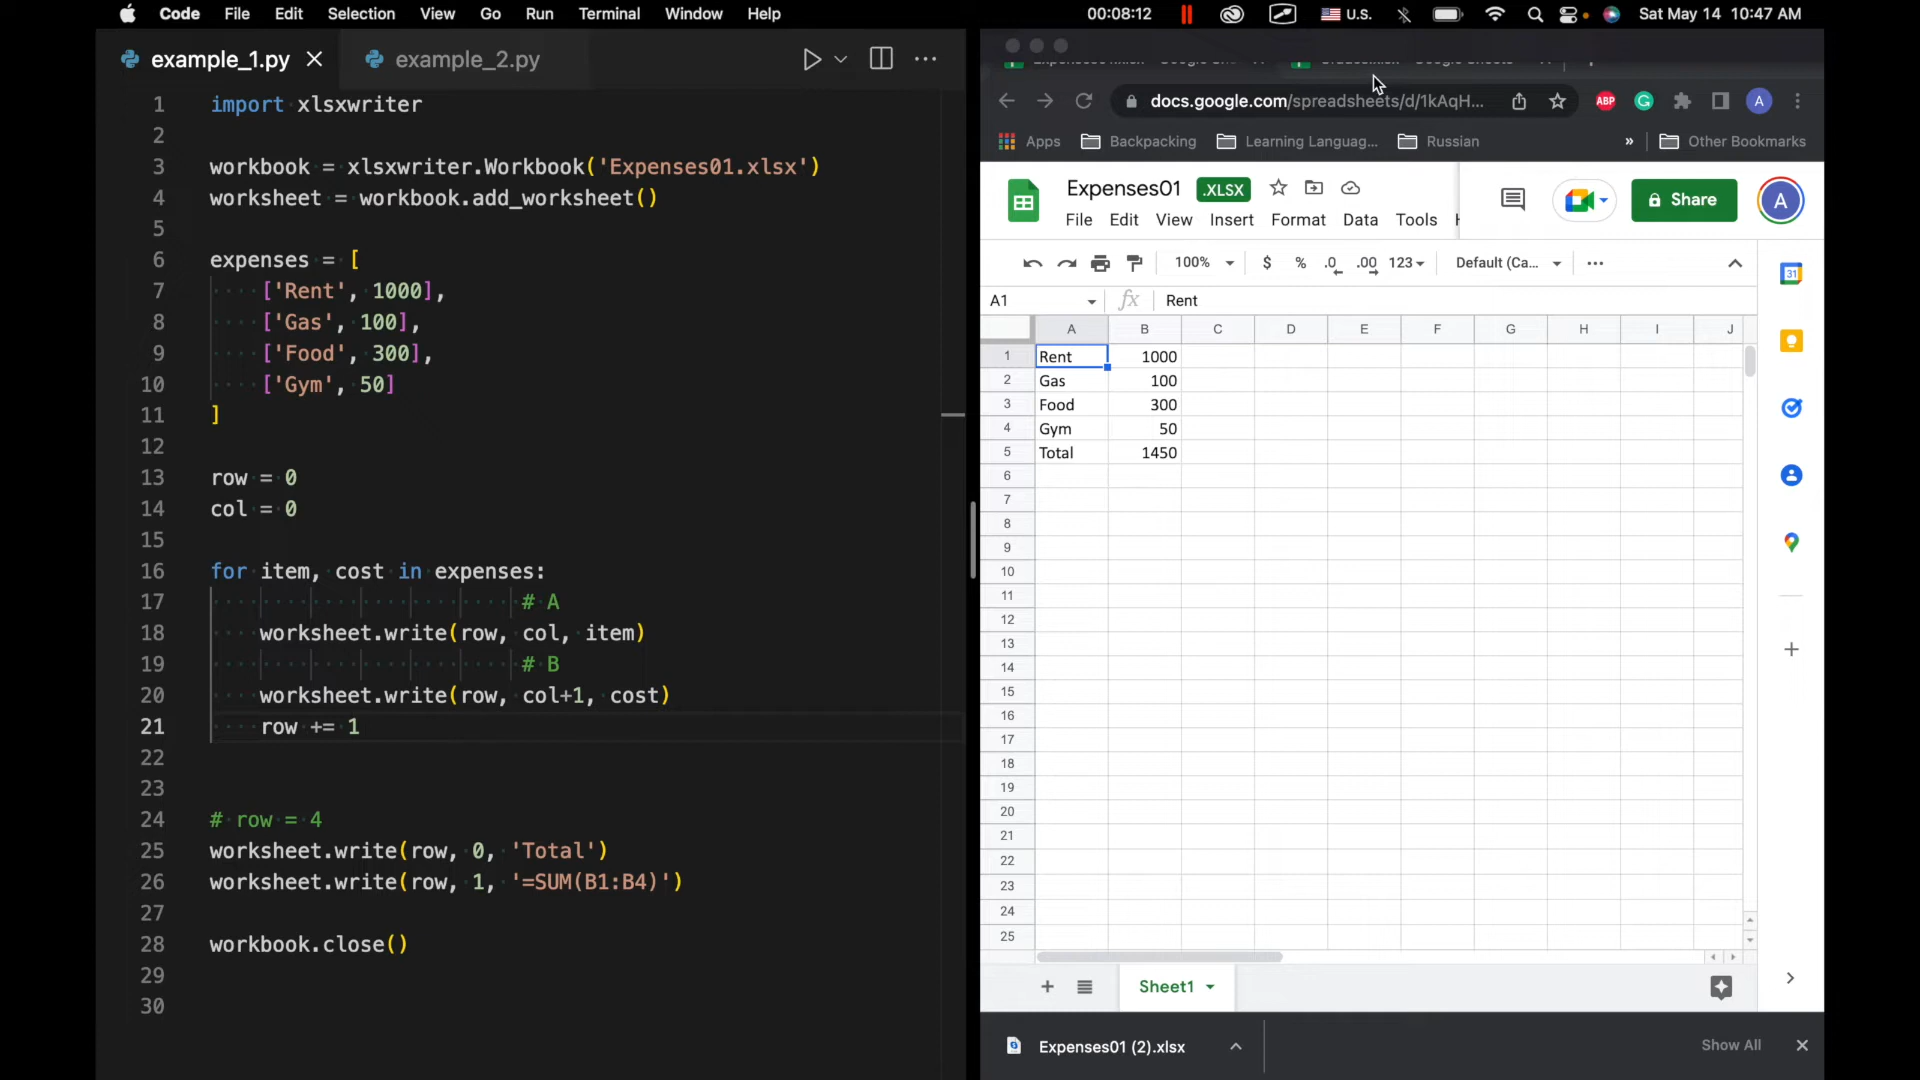 Code File Edit Selection View Go Run Terminal Window Help 00:08:12 U.S. Sat May 14 10:47 AM
example_1.py example_2.py
1 import xlsxwriter
2
3 workbook = xlsxwriter.Workbook('Expenses01.xlsx')
4 worksheet = workbook.add_worksheet()
5
6 expenses = [
7 ['Rent', 1000],
8 ['Gas', 100],
9 ['Food', 300],
10 ['Gym', 50]
11 ]
12
13 row = 0
14 col = 0
15
16 for item, cost in expenses:
17 # A
18 worksheet.write(row, col, item)
19 # B
20 worksheet.write(row, col+1, cost)
21 row += 1
22
23
24 # row = 4
25 worksheet.write(row, 0, 'Total')
26 worksheet.write(row, 1, '=SUM(B1:B4)')
27
28 workbook.close()
29
30
docs.google.com/spreadsheets/d/1kAqH... ABP A
Apps Backpacking Learning Languag... Russian » Other Bookmarks
Expenses01 .XLSX Share A
File Edit View Insert Format Data Tools
100% $ % .0 .00 123 Default (Ca... 31
A1 fx Rent
A B C D E F G H I J
1 Rent 1000
2 Gas 100
3 Food 300
4 Gym 50
5 Total 1450
6
7
8
9
10
11
12
13
14
15
16
17
18
19
20
21
22
23
24
25
Sheet1
Expenses01 (2).xlsx Show All